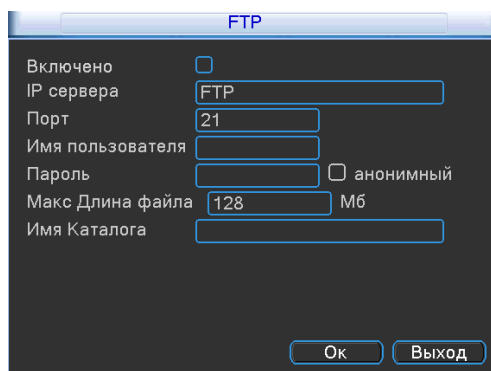 FTP
Включено
IP сервера FTP
Порт 21
Имя пользователя
Пароль анонимный
Макс Длина файла 128 Мб
Имя Каталога
Ок Выход